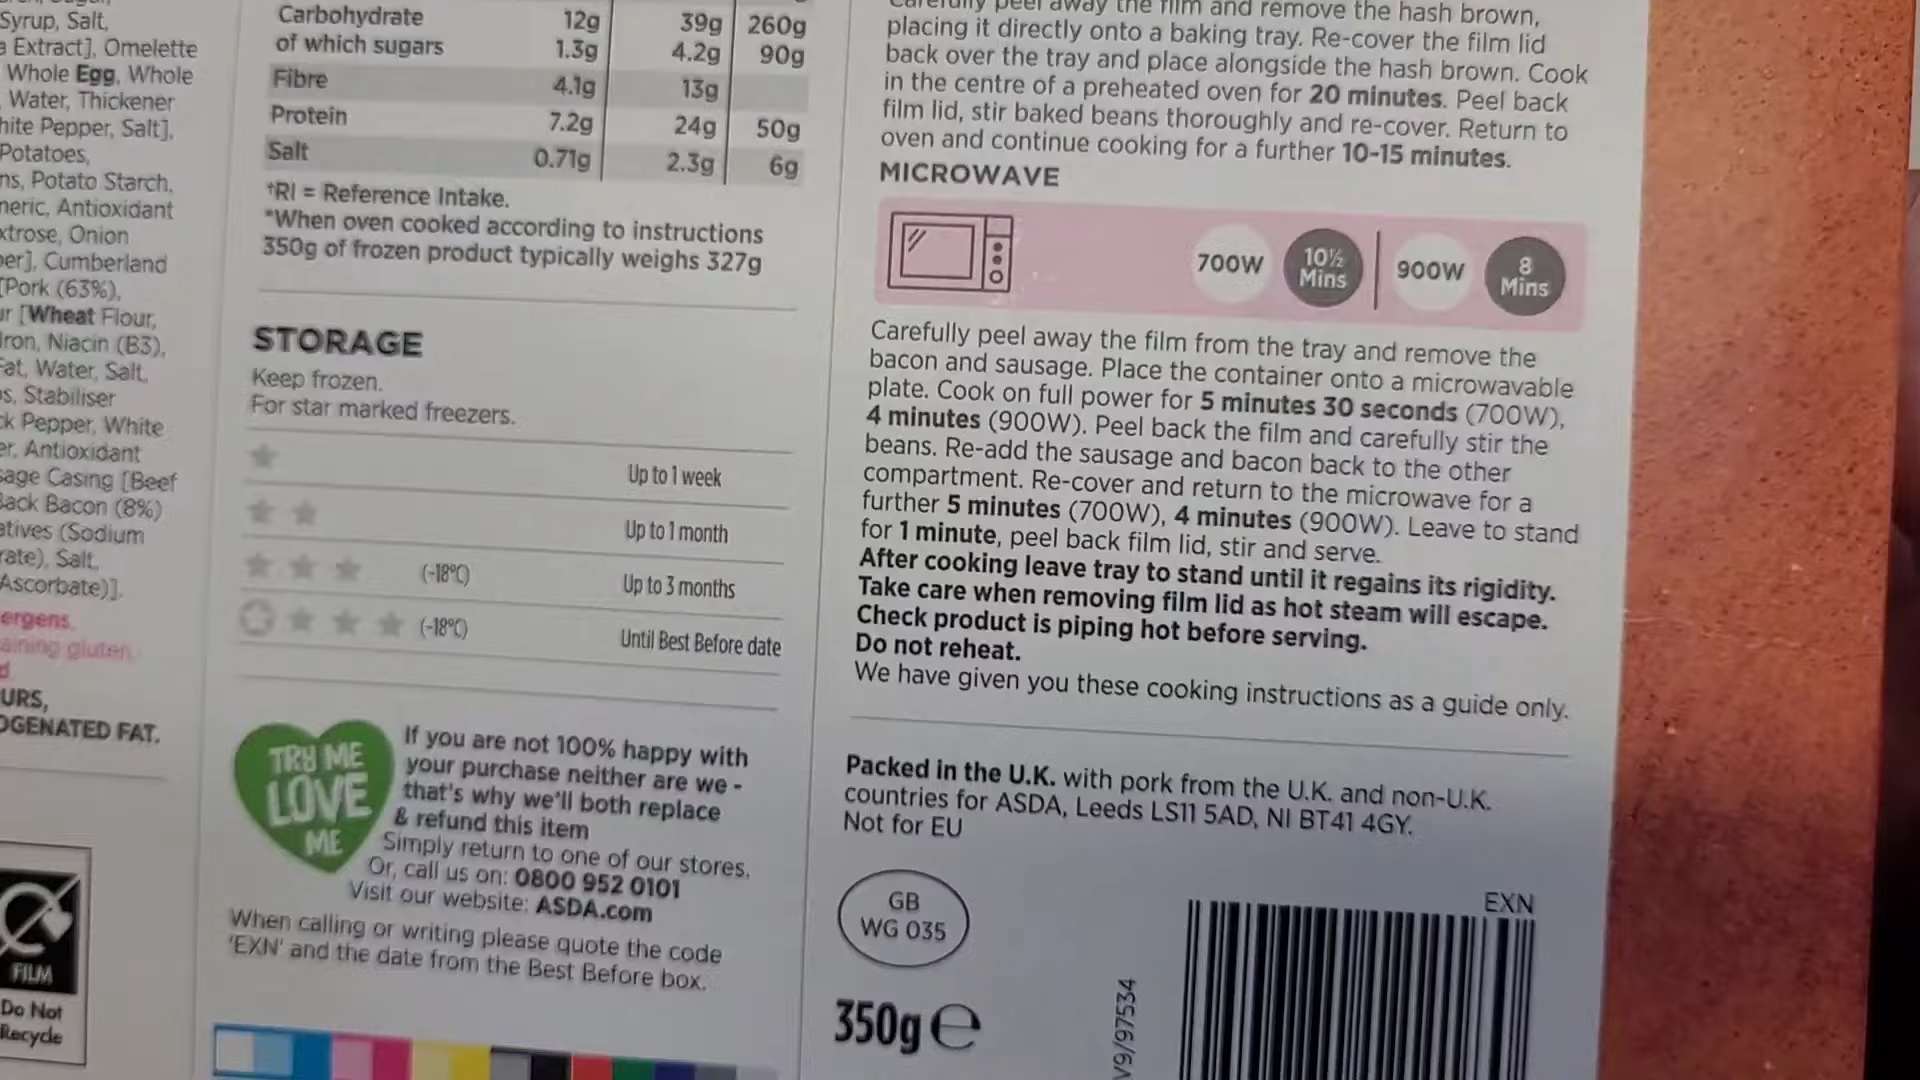 Syrup, Salt,
Extract], Omelette
Whole Egg, Whole
Water, Thickener
Pepper, Salt],
Potatoes,
Potato Starch,
Antioxidant
Onion
Cumberland
[Pork (63%),
[Wheat Flour,
Iron, Niacin (B3),
Water, Salt,
Stabiliser
Pepper, White
Antioxidant
Casing [Beef
Back Bacon (8%)
(Sodium
Salt,
Ascorbate)].
gluten,
FILM
Do Not
Recycle
Carbohydrate 12g 39g 260g
of which sugars 1.3g 4.2g 90g
Fibre 4.1g 13g
Protein 7.2g 24g 50g
Salt 0.71g 2.3g 6g
†RI = Reference Intake.
*When oven cooked according to instructions
350g of frozen product typically weighs 327g
STORAGE
Keep frozen.
For star marked freezers.
Up to 1 week
Up to 1 month
(-18°C) Up to 3 months
(-18°C) Until Best Before date
TRY ME
LOVE
ME
If you are not 100% happy with
your purchase neither are we -
that's why we'll both replace
& refund this item
Simply return to one of our stores.
Or, call us on: 0800 952 0101
Visit our website: ASDA.com
When calling or writing please quote the code
'EXN' and the date from the Best Before box.
Carefully peel away the film and remove the hash brown,
placing it directly onto a baking tray. Re-cover the film lid
back over the tray and place alongside the hash brown. Cook
in the centre of a preheated oven for 20 minutes. Peel back
film lid, stir baked beans thoroughly and re-cover. Return to
oven and continue cooking for a further 10-15 minutes.
MICROWAVE
700W 10½ Mins 900W 8 Mins
Carefully peel away the film from the tray and remove the
bacon and sausage. Place the container onto a microwavable
plate. Cook on full power for 5 minutes 30 seconds (700W),
4 minutes (900W). Peel back the film and carefully stir the
beans. Re-add the sausage and bacon back to the other
compartment. Re-cover and return to the microwave for a
further 5 minutes (700W), 4 minutes (900W). Leave to stand
for 1 minute, peel back film lid, stir and serve.
After cooking leave tray to stand until it regains its rigidity.
Take care when removing film lid as hot steam will escape.
Check product is piping hot before serving.
Do not reheat.
We have given you these cooking instructions as a guide only.
Packed in the U.K. with pork from the U.K. and non-U.K.
countries for ASDA, Leeds LS11 5AD, NI BT41 4GY.
Not for EU
GB
WG 035
350g e
EXN
V9/97534